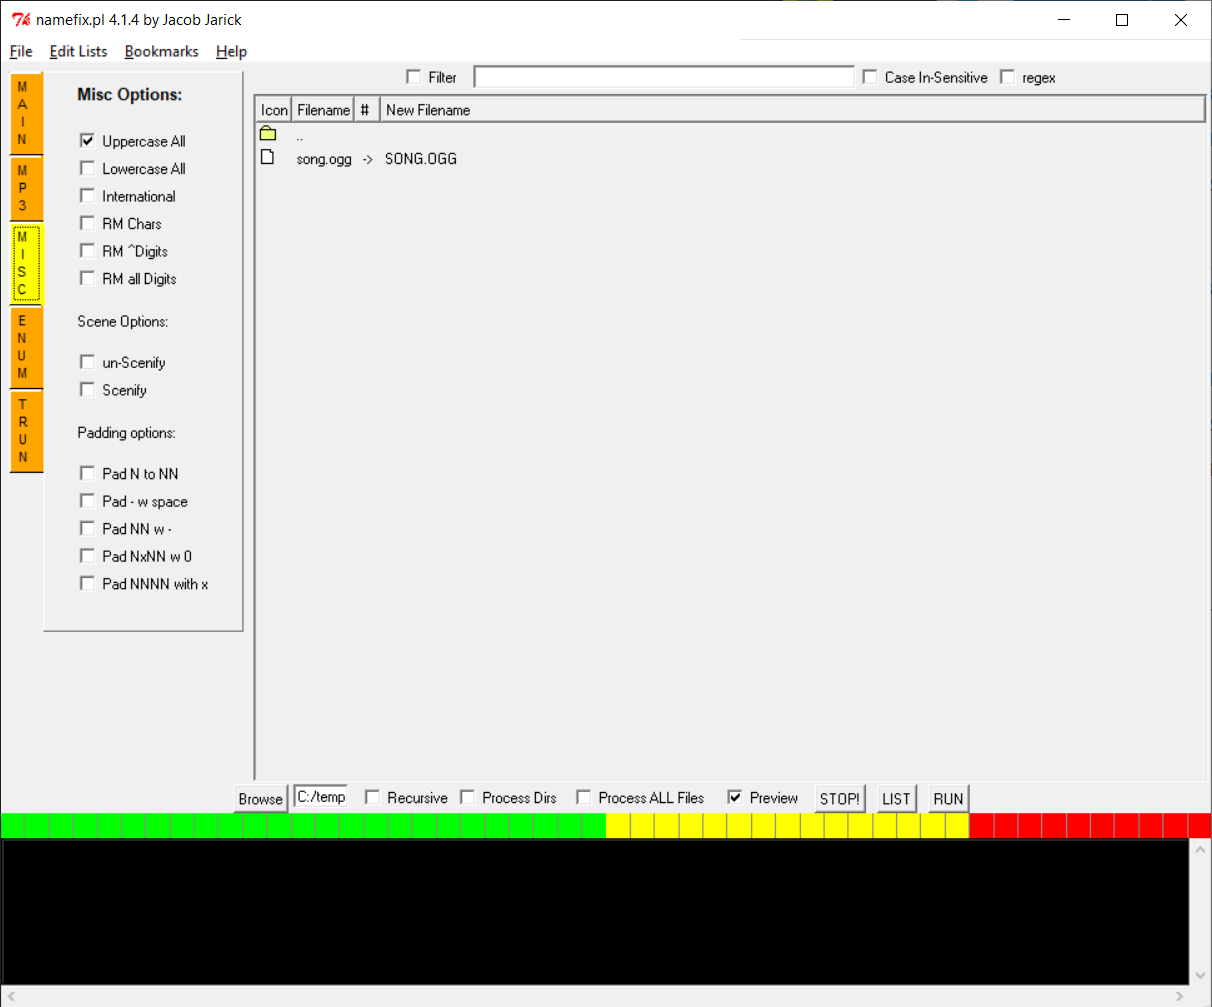 namefix.pl 4.1.4 by Jacob Jarick
File Edit Lists Bookmarks Help
MAIN
MP3
MISC
ENUM
TRUN
Misc Options:
Uppercase All
Lowercase All
International
RM Chars
RM ^Digits
RM all Digits
Scene Options:
un-Scenify
Scenify
Padding options:
Pad N to NN
Pad - w space
Pad NN w -
Pad NxNN w 0
Pad NNNN with x
Filter Case In-Sensitive regex
Icon Filename # New Filename
..
song.ogg -> SONG.OGG
Browse C:/temp Recursive Process Dirs Process ALL Files Preview STOP! LIST RUN